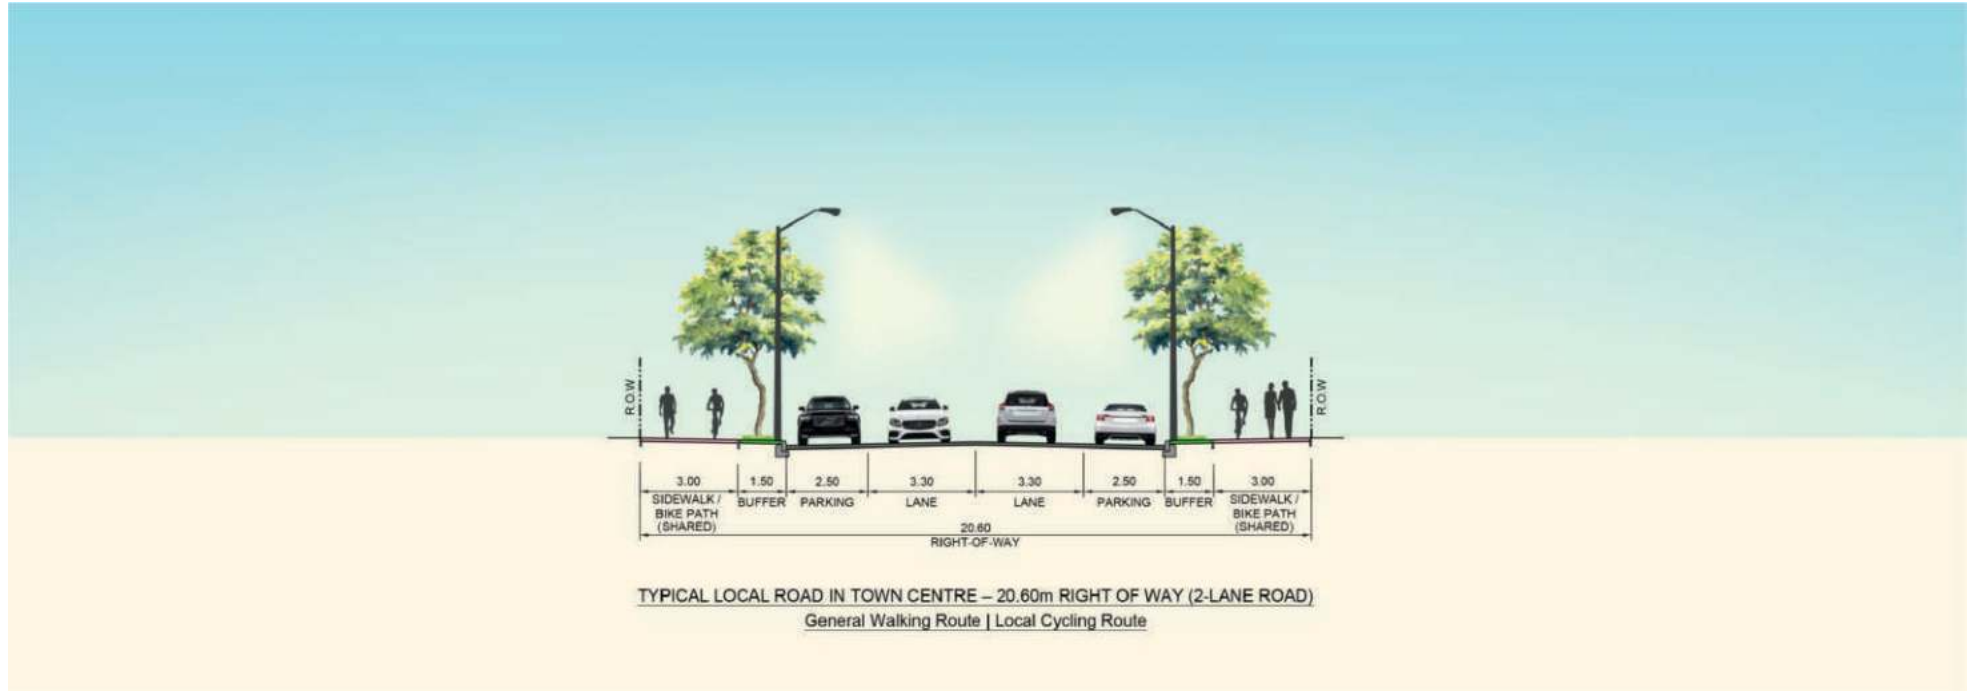 R.O.W
R.O.W
3.00
1.50
2.50
3.30
3.30
2.50
1.50
3.00
SIDEWALK /
BIKE PATH
(SHARED)
BUFFER
PARKING
LANE
LANE
PARKING
BUFFER
SIDEWALK /
BIKE PATH
(SHARED)
20.60
RIGHT-OF-WAY
TYPICAL LOCAL ROAD IN TOWN CENTRE – 20.60m RIGHT OF WAY (2-LANE ROAD)
General Walking Route | Local Cycling Route